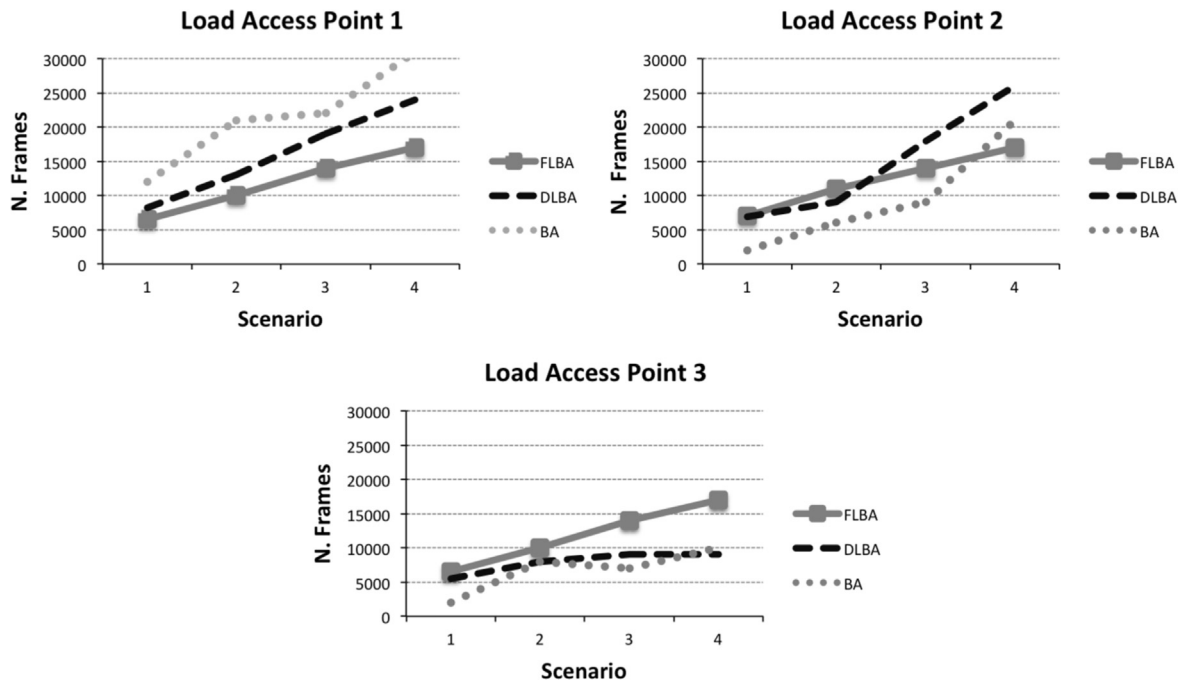 Load Access Point 1
30000
25000
20000
15000
10000
5000
0
N. Frames
1 2 3 4
Scenario
FLBA
DLBA
BA
Load Access Point 2
30000
25000
20000
15000
10000
5000
0
N. Frames
1 2 3 4
Scenario
FLBA
DLBA
BA
Load Access Point 3
30000
25000
20000
15000
10000
5000
0
N. Frames
1 2 3 4
Scenario
FLBA
DLBA
BA